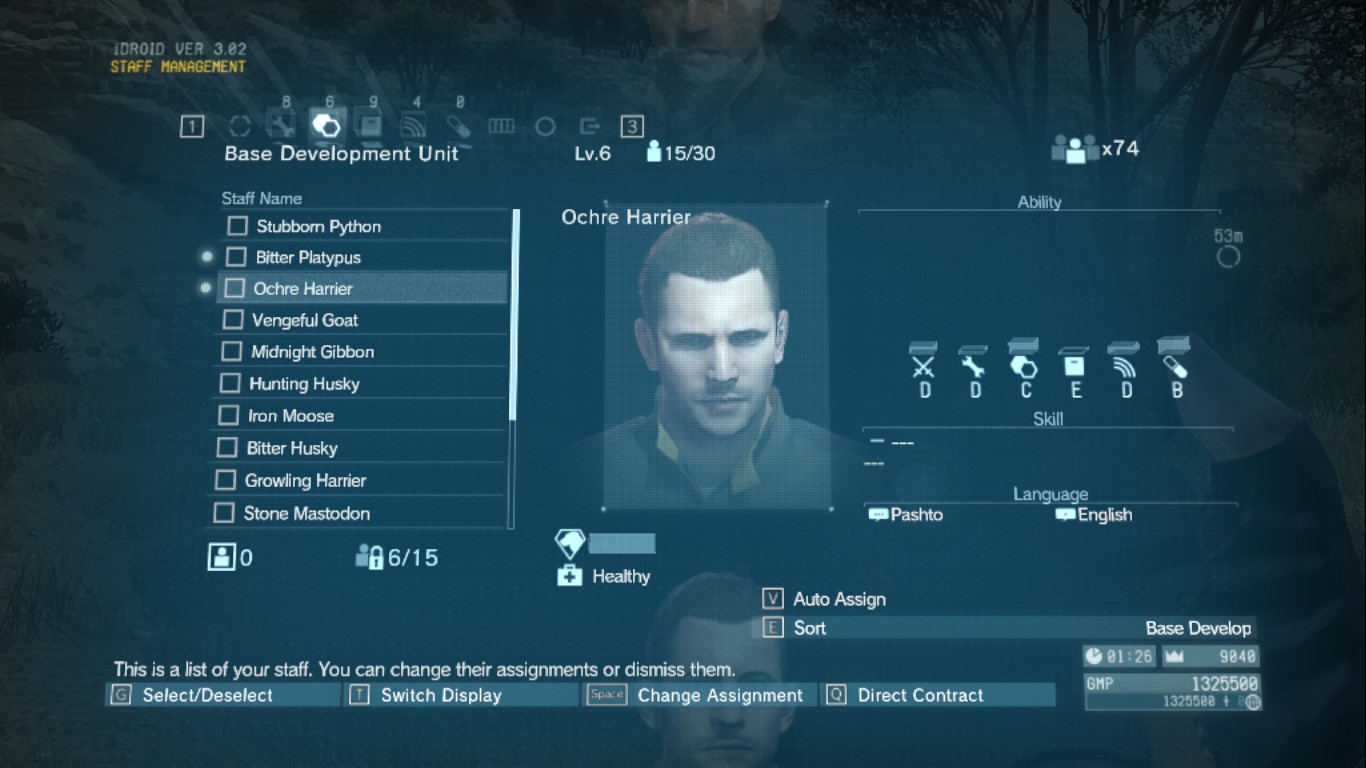 iDROID VER 3.02
STAFF MANAGEMENT
8 6 9 4 0
1 3
Base Development Unit Lv.6 15/30 x74
Staff Name
Stubborn Python
Bitter Platypus
Ochre Harrier
Vengeful Goat
Midnight Gibbon
Hunting Husky
Iron Moose
Bitter Husky
Growling Harrier
Stone Mastodon
0 6/15
Ochre Harrier
Healthy
Ability
53m
D D C E D B
Skill
— ---
---
Language
Pashto English
V Auto Assign
E Sort Base Develop
This is a list of your staff. You can change their assignments or dismiss them.
G Select/Deselect T Switch Display Space Change Assignment Q Direct Contract
01:26 9040
GMP 1325500
1325500 + 0